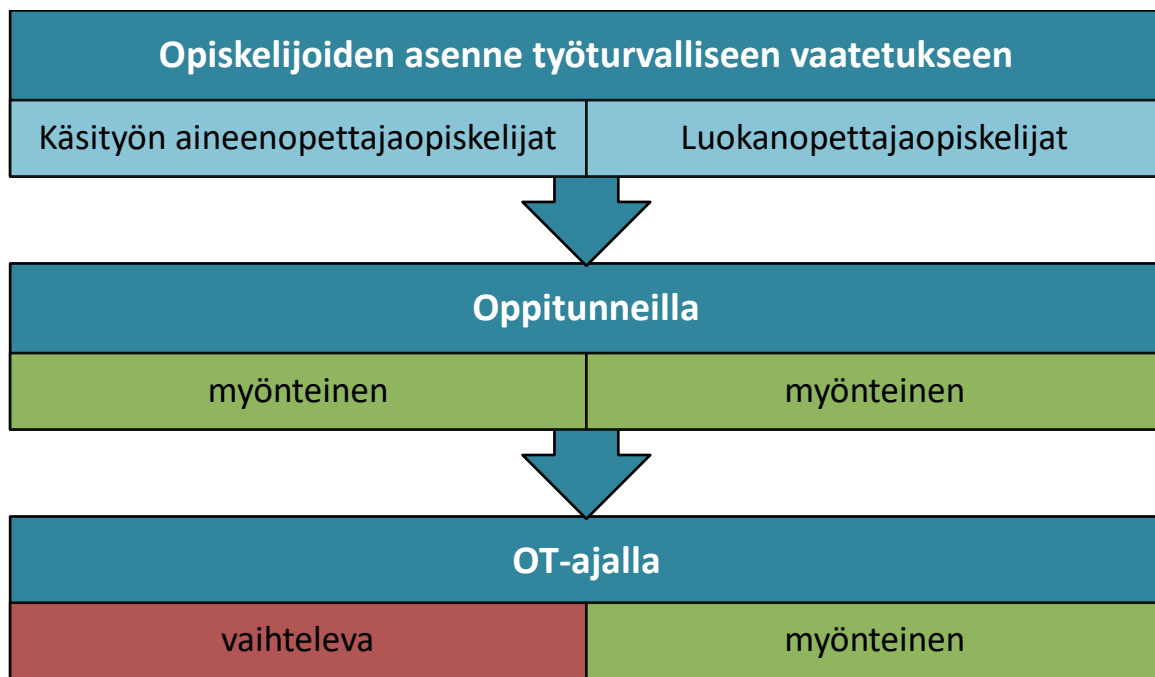 Opiskelijoiden asenne työturvalliseen vaatetukseen
Käsityön aineenopettajaopiskelijat
Luokanopettajaopiskelijat
Oppitunneilla
myönteinen
myönteinen
OT-ajalla
vaihteleva
myönteinen